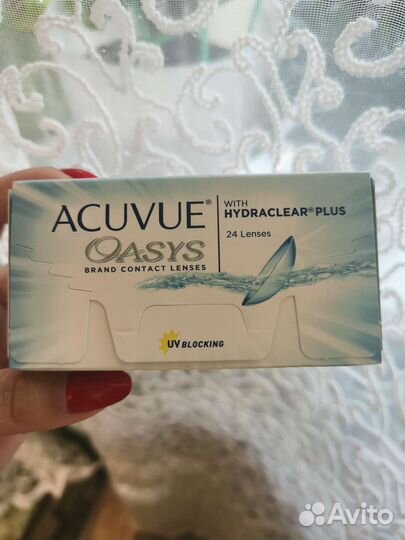 ACUVUE®
OASYS
BRAND CONTACT LENSES
WITH
HYDRACLEAR® PLUS
24 Lenses
UV BLOCKING
Avito